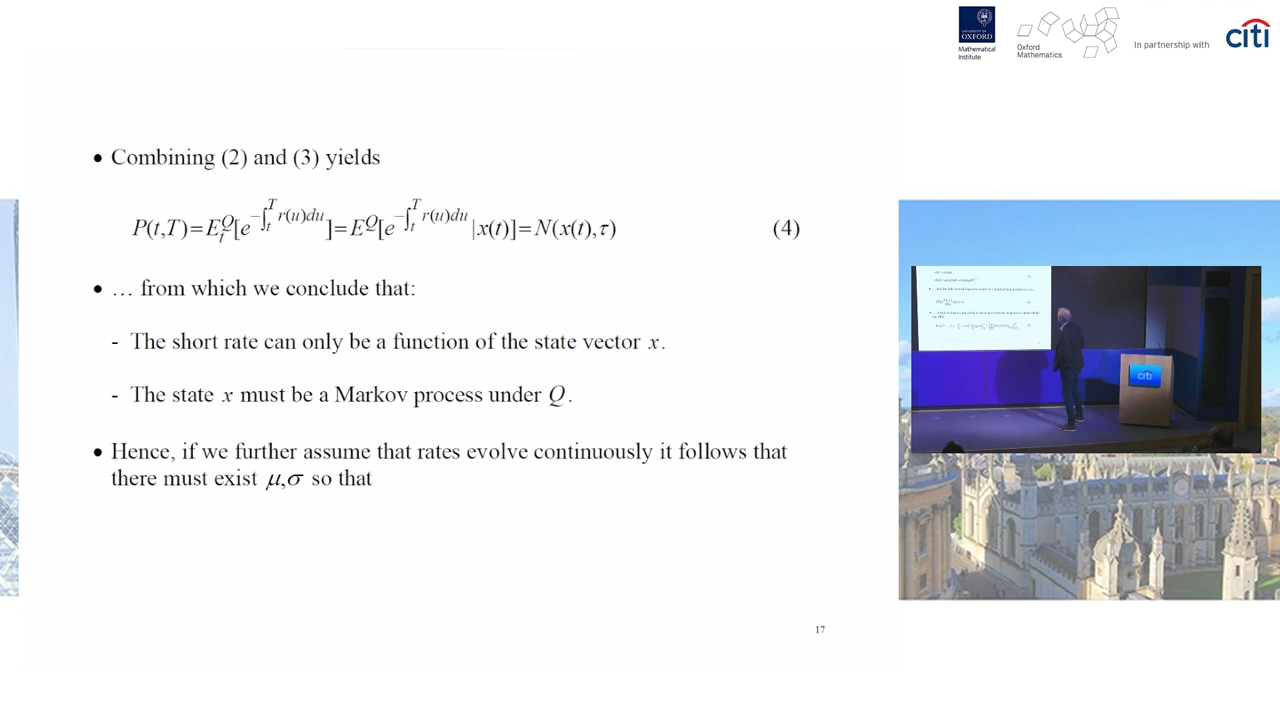 UNIVERSITY OF
OXFORD
Mathematical
Institute
Oxford
Mathematics
In partnership with
citi
• Combining (2) and (3) yields
P(t,T)=E_t^Q[e^{-∫_t^T r(u)du}]=E^Q[e^{-∫_t^T r(u)du}|x(t)]=N(x(t),τ) (4)
• … from which we conclude that:
- The short rate can only be a function of the state vector x.
- The state x must be a Markov process under Q.
• Hence, if we further assume that rates evolve continuously it follows that
there must exist μ,σ so that
17
citi